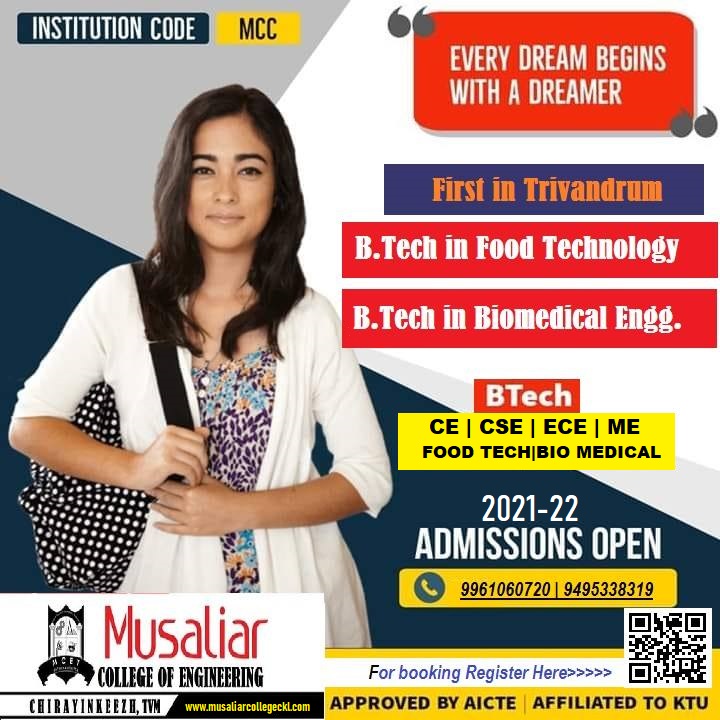 INSTITUTION CODE MCC
EVERY DREAM BEGINS
WITH A DREAMER
First in Trivandrum
B.Tech in Food Technology
B.Tech in Biomedical Engg.
BTech
CE | CSE | ECE | ME
FOOD TECH|BIO MEDICAL
2021-22
ADMISSIONS OPEN
9961060720 | 9495338319
MCET
Musaliar
COLLEGE OF ENGINEERING
CHIRAYINKEEZH, TVM www.musaliarcollegeckl.com
For booking Register Here>>>>>
APPROVED BY AICTE | AFFILIATED TO KTU